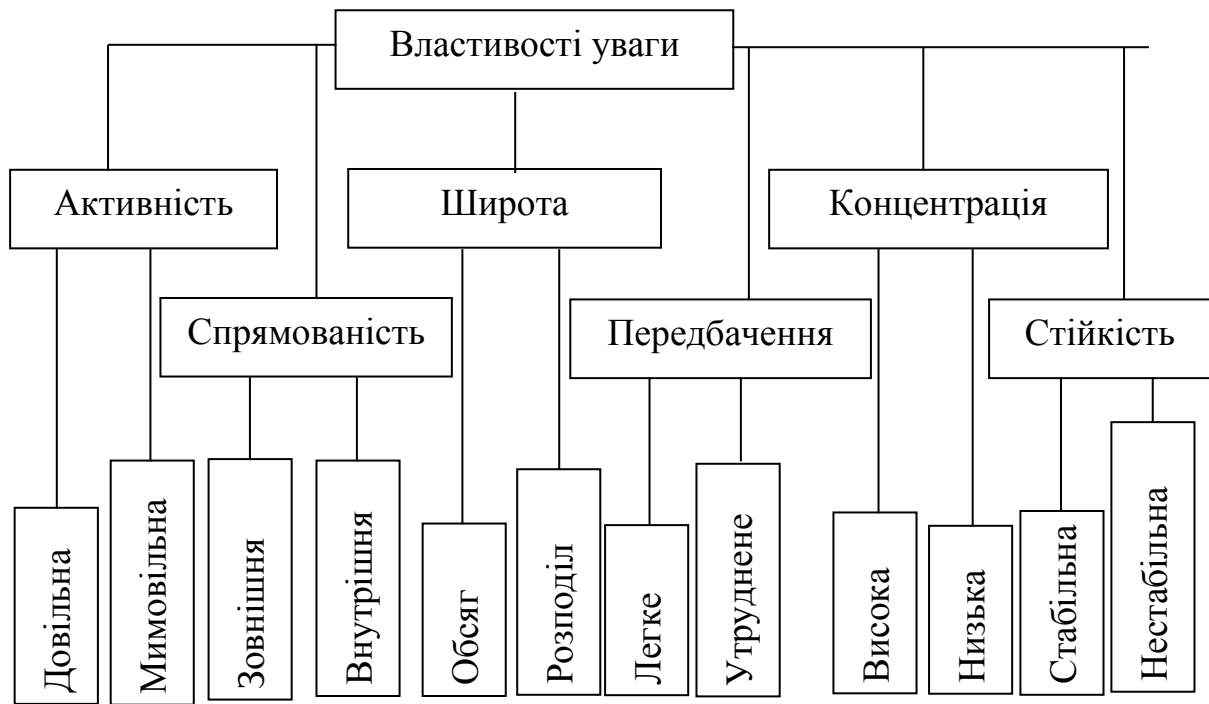 Властивості уваги
Активність
Широта
Концентрація
Спрямованість
Передбачення
Стійкість
Довільна
Мимовільна
Зовнішня
Внутрішня
Обсяг
Розподіл
Легке
Утруднене
Висока
Низька
Стабільна
Нестабільна